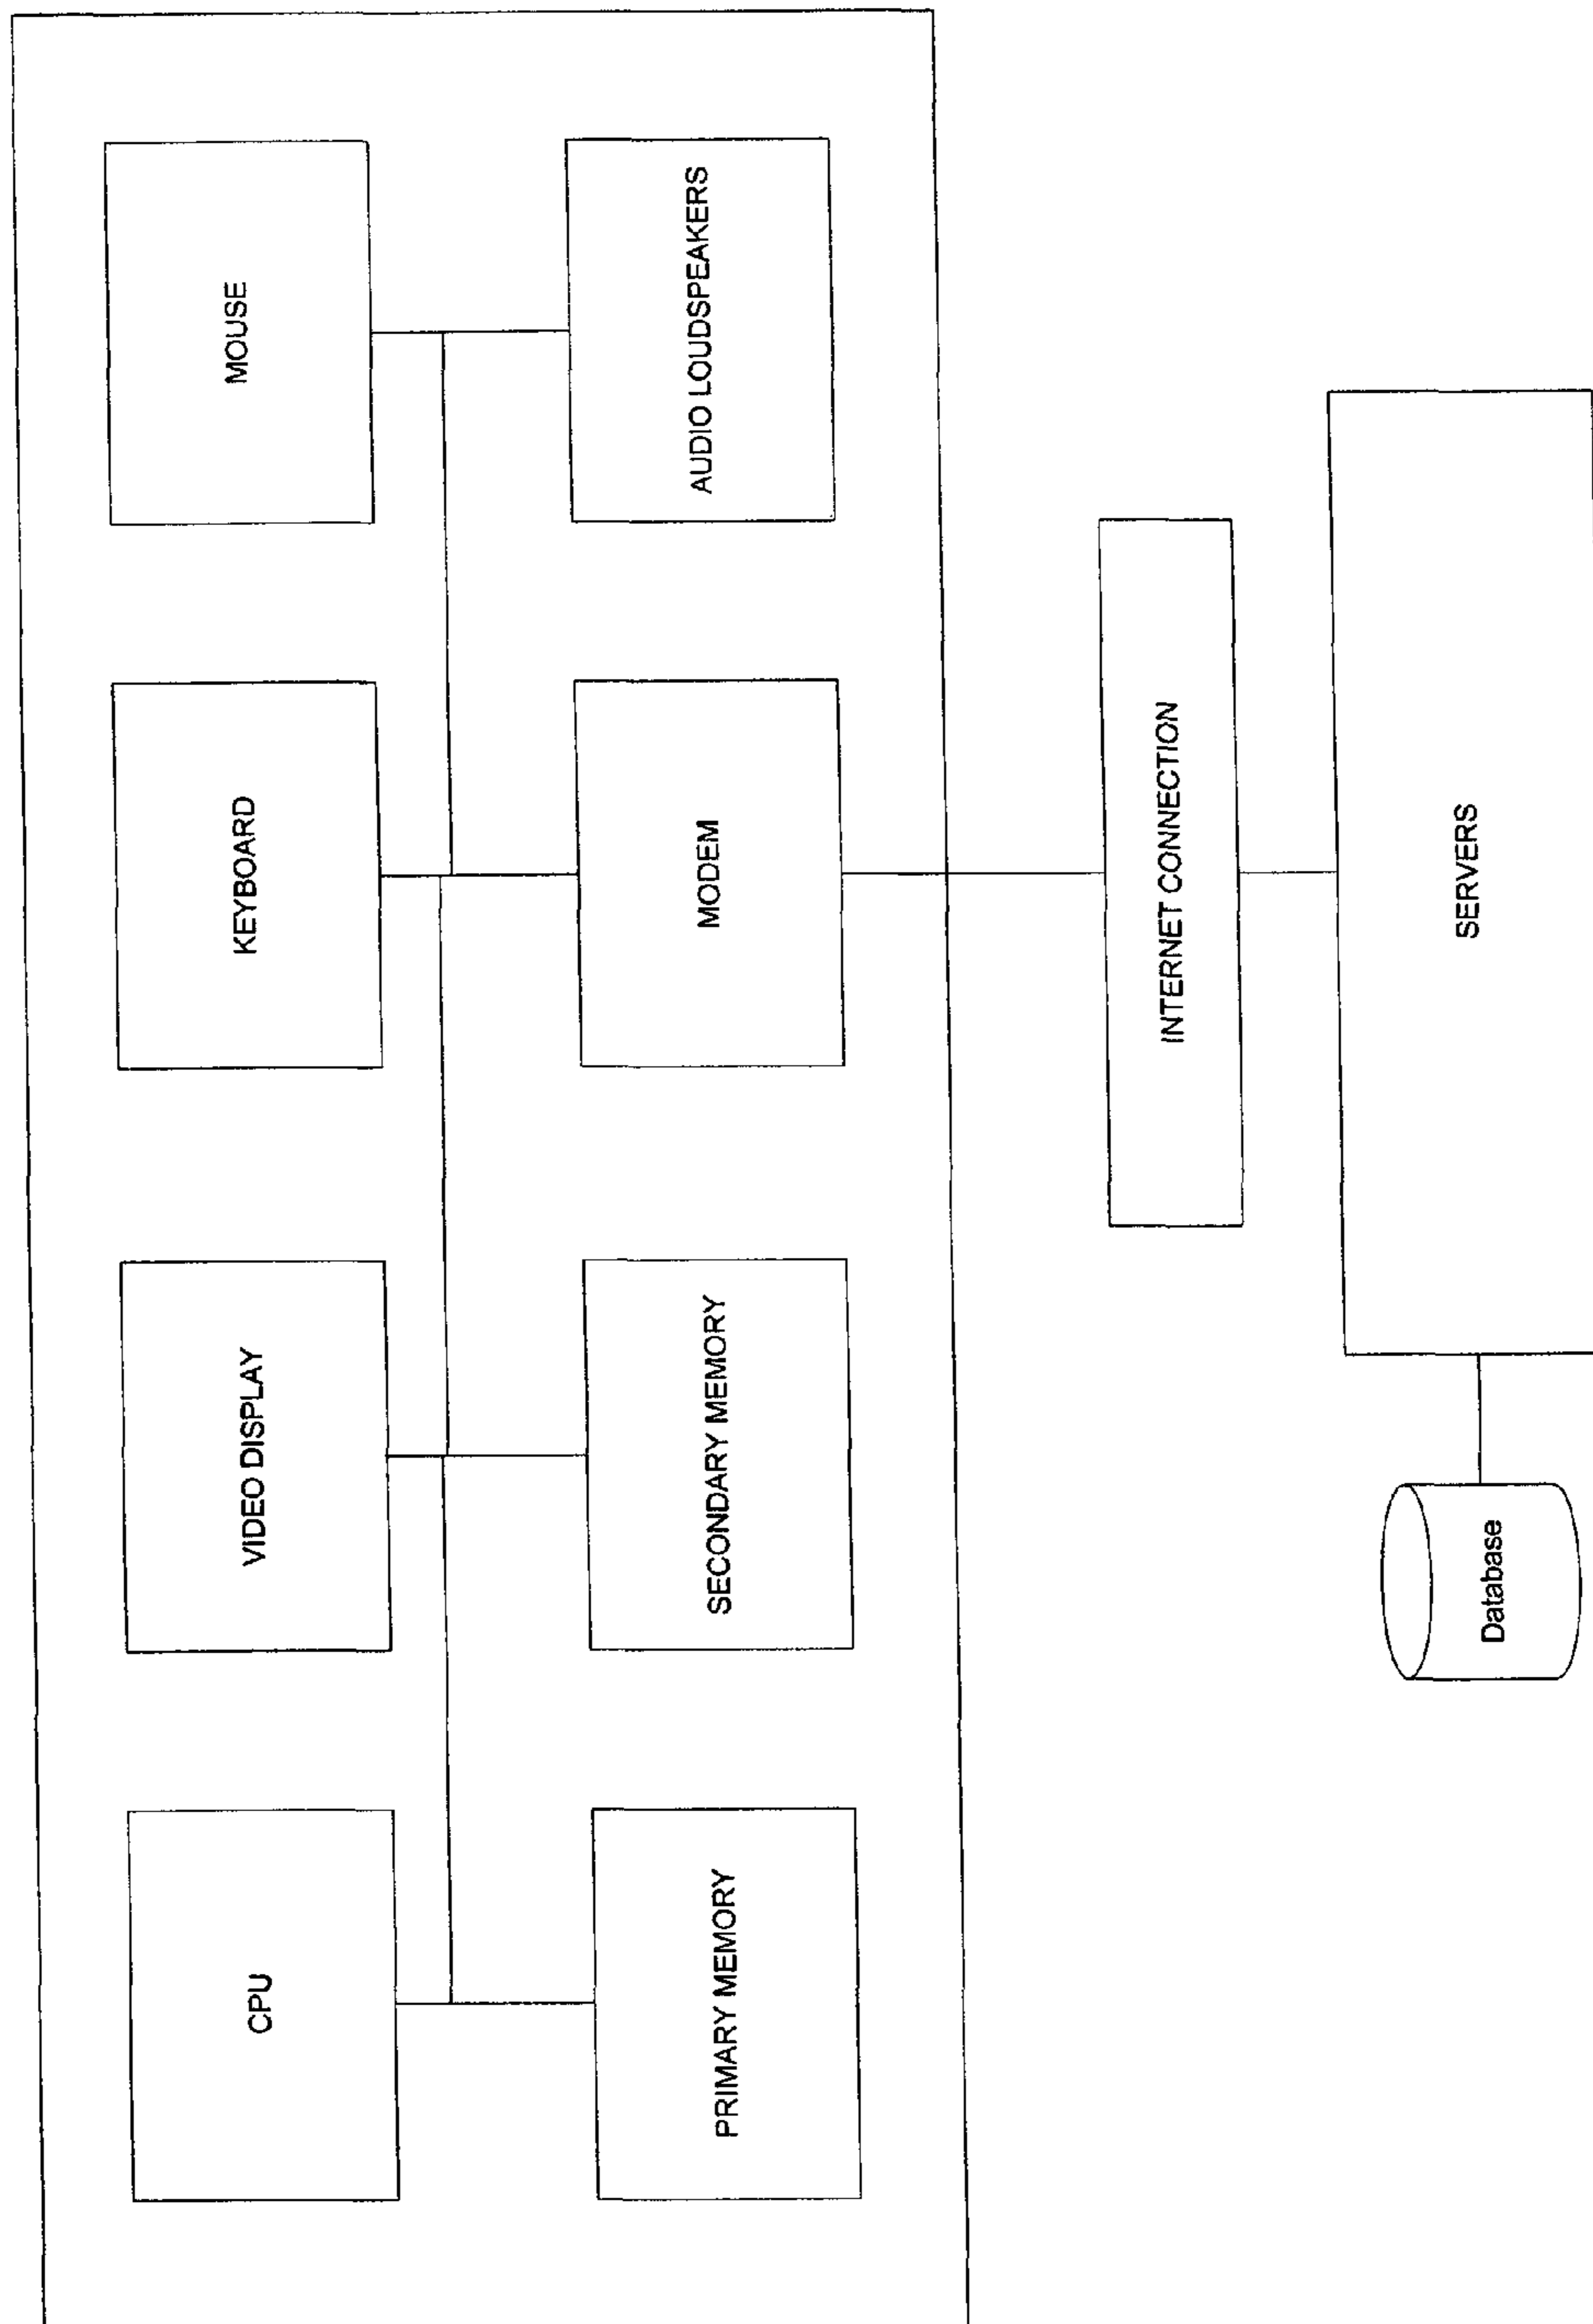 CPU
VIDEO DISPLAY
KEYBOARD
MOUSE
PRIMARY MEMORY
SECONDARY MEMORY
MODEM
AUDIO LOUDSPEAKERS
INTERNET CONNECTION
Database
SERVERS